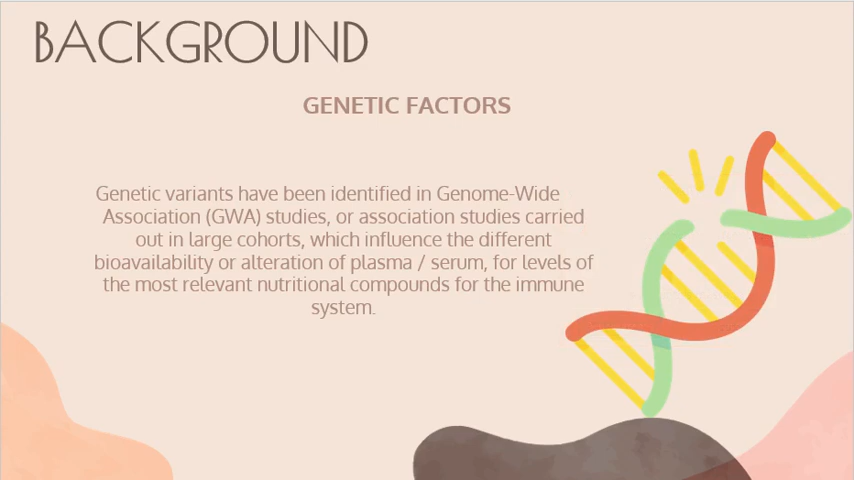 BACKGROUND
GENETIC FACTORS
Genetic variants have been identified in Genome-Wide
Association (GWA) studies, or association studies carried
out in large cohorts, which influence the different
bioavailability or alteration of plasma / serum, for levels of
the most relevant nutritional compounds for the immune
system.